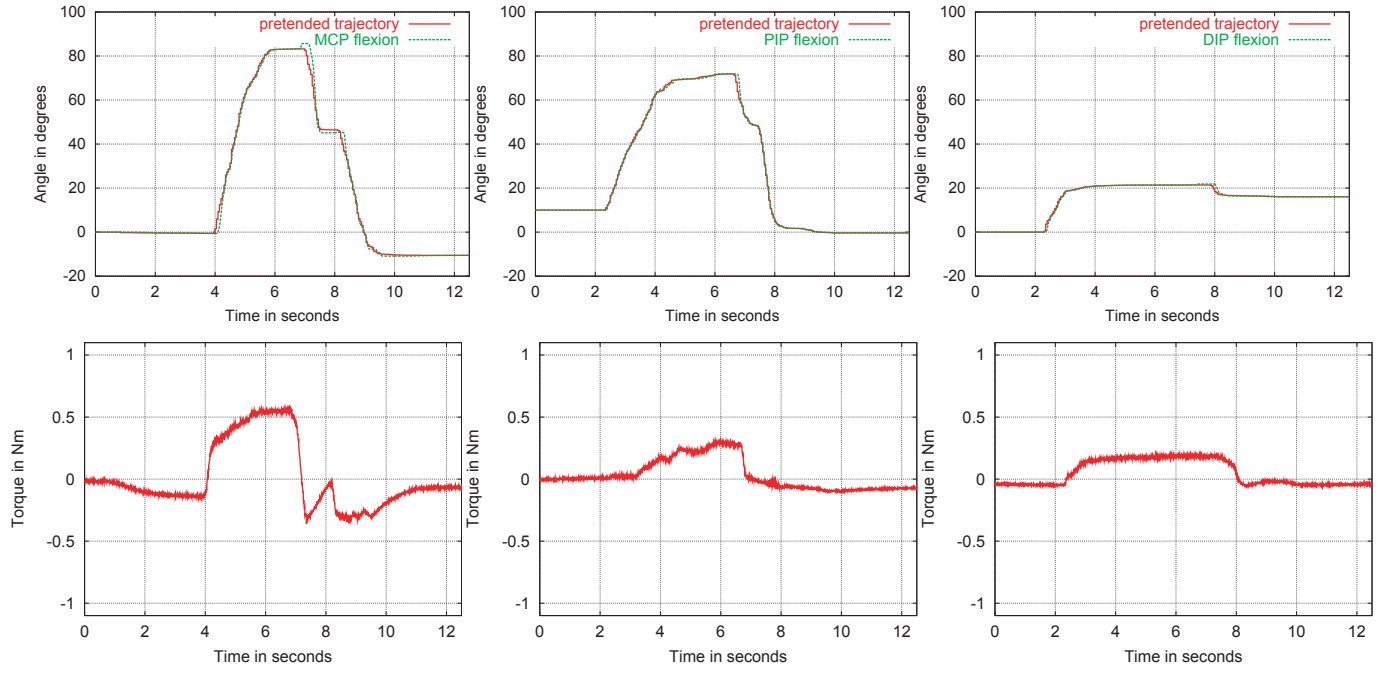 100
80
60
40
20
0
-20
Angle in degrees
pretended trajectory
MCP flexion
0 2 4 6 8 10 12
Time in seconds
100
80
60
40
20
0
-20
Angle in degrees
pretended trajectory
PIP flexion
0 2 4 6 8 10 12
Time in seconds
100
80
60
40
20
0
-20
Angle in degrees
pretended trajectory
DIP flexion
0 2 4 6 8 10 12
Time in seconds
1
0.5
0
-0.5
-1
Torque in Nm
0 2 4 6 8 10 12
Time in seconds
1
0.5
0
-0.5
-1
Torque in Nm
0 2 4 6 8 10 12
Time in seconds
1
0.5
0
-0.5
-1
Torque in Nm
0 2 4 6 8 10 12
Time in seconds